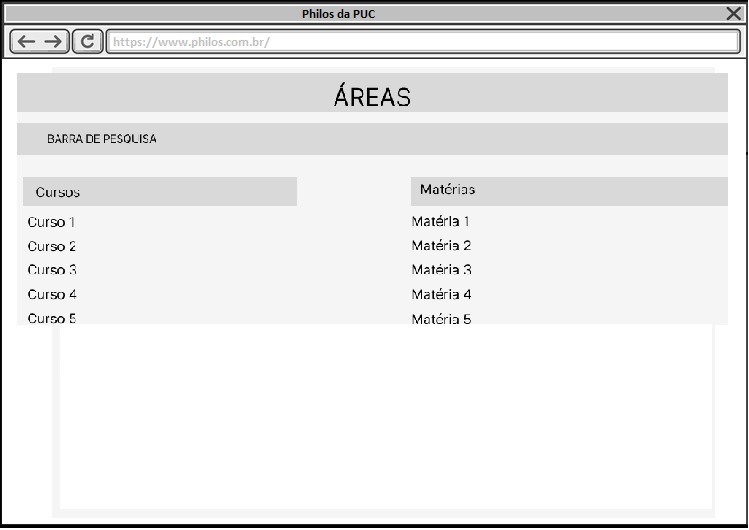 Philos da PUC
https://www.philos.com.br/
ÁREAS
BARRA DE PESQUISA
Cursos
Curso 1
Curso 2
Curso 3
Curso 4
Curso 5
Matérias
Matéria 1
Matéria 2
Matéria 3
Matéria 4
Matéria 5